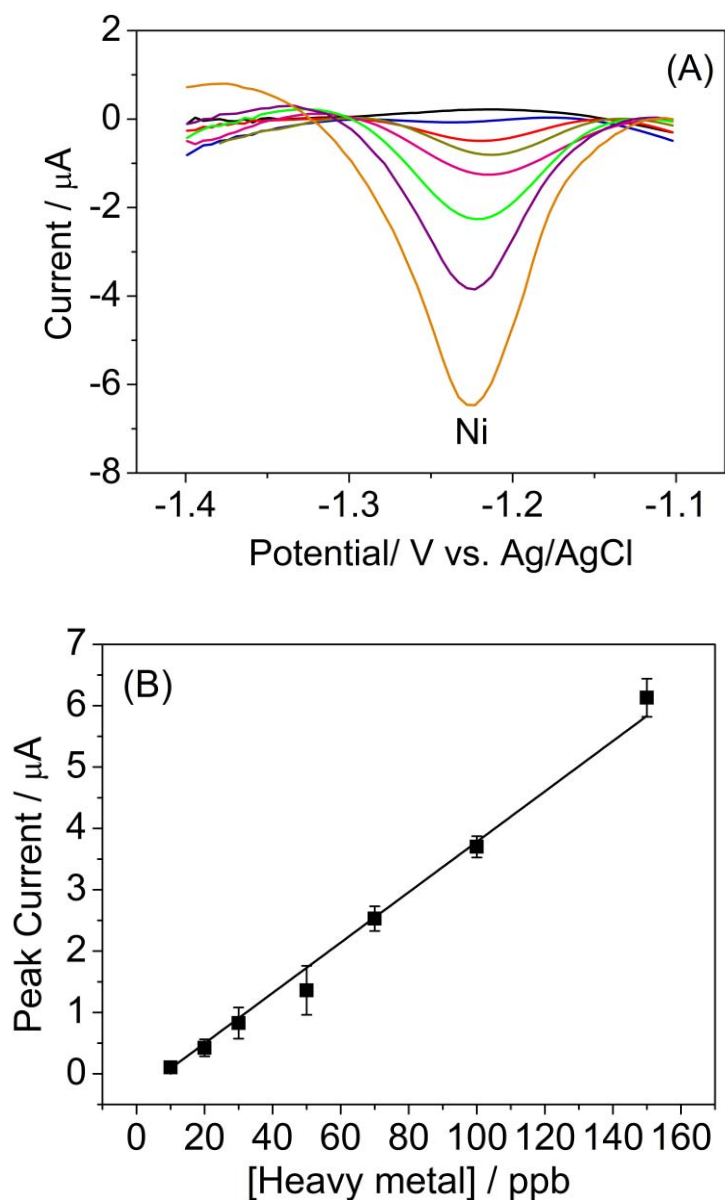 (A)
2
0
-2
-4
-6
-8
Current / μA
Ni
-1.4 -1.3 -1.2 -1.1
Potential/ V vs. Ag/AgCl
(B)
7
6
5
4
3
2
1
0
Peak Current / μA
0 20 40 60 80 100 120 140 160
[Heavy metal] / ppb